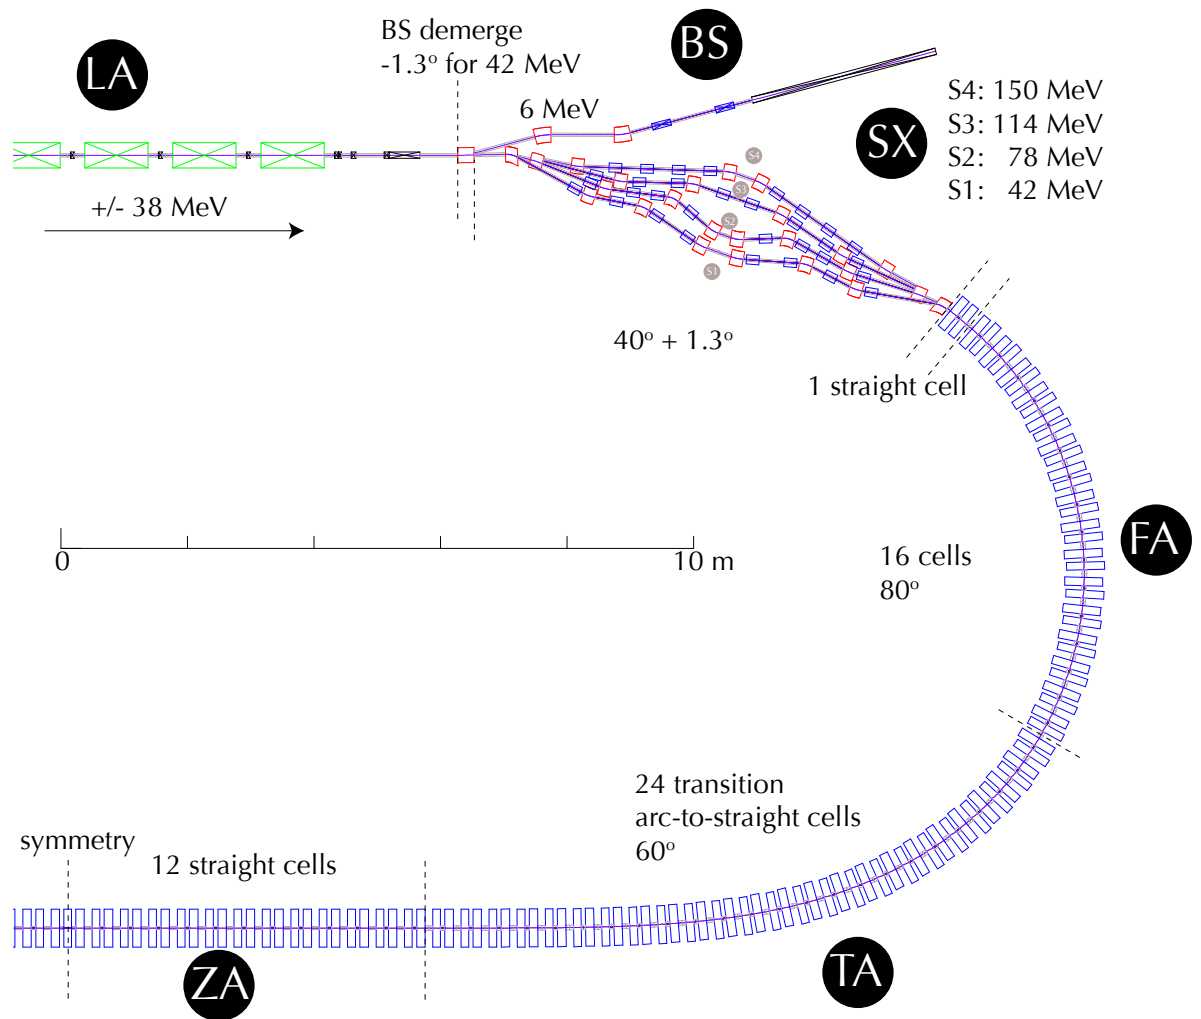 BS demerge
-1.3° for 42 MeV
LA
BS
6 MeV
SX
S4: 150 MeV
S3: 114 MeV
S2: 78 MeV
S1: 42 MeV
+/- 38 MeV
S4
S3
S2
S1
40° + 1.3°
1 straight cell
FA
0
10 m
16 cells
80°
24 transition
arc-to-straight cells
60°
symmetry
12 straight cells
ZA
TA